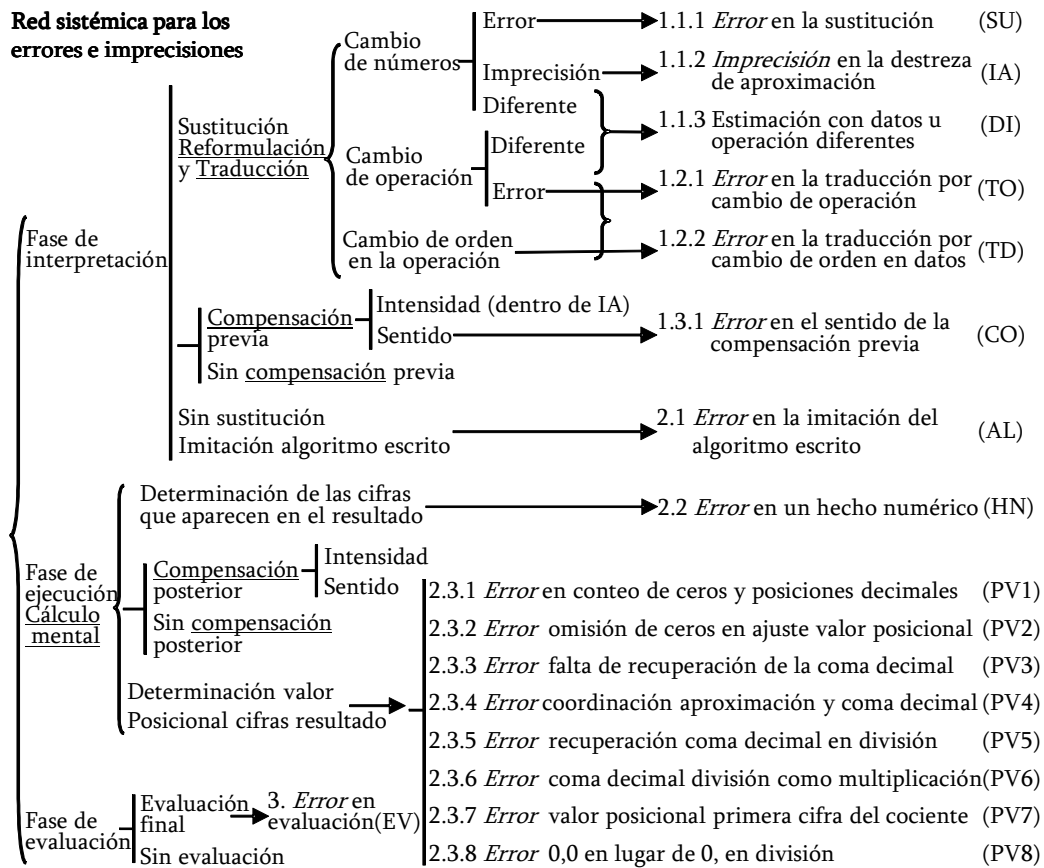 Red sistémica para los
errores e imprecisiones
Fase de
interpretación
Sustitución
Reformulación
y Traducción
Cambio
de números
Error
1.1.1 Error en la sustitución (SU)
Imprecisión
1.1.2 Imprecisión en la destreza
de aproximación (IA)
Diferente
Cambio
de operación
Diferente
1.1.3 Estimación con datos u
operación diferentes (DI)
Error
1.2.1 Error en la traducción por
cambio de operación (TO)
Cambio de orden
en la operación
1.2.2 Error en la traducción por
cambio de orden en datos (TD)
Compensación
previa
Intensidad (dentro de IA)
Sentido
1.3.1 Error en el sentido de la
compensación previa (CO)
Sin compensación previa
Sin sustitución
Imitación algoritmo escrito
2.1 Error en la imitación del
algoritmo escrito (AL)
Fase de
ejecución
Cálculo
mental
Determinación de las cifras
que aparecen en el resultado
2.2 Error en un hecho numérico (HN)
Compensación
posterior
Intensidad
Sentido
Sin compensación
posterior
Determinación valor
Posicional cifras resultado
2.3.1 Error en conteo de ceros y posiciones decimales (PV1)
2.3.2 Error omisión de ceros en ajuste valor posicional (PV2)
2.3.3 Error falta de recuperación de la coma decimal (PV3)
2.3.4 Error coordinación aproximación y coma decimal (PV4)
2.3.5 Error recuperación coma decimal en división (PV5)
2.3.6 Error coma decimal división como multiplicación (PV6)
2.3.7 Error valor posicional primera cifra del cociente (PV7)
2.3.8 Error 0,0 en lugar de 0, en división (PV8)
Fase de
evaluación
Evaluación
final
3. Error en
evaluación(EV)
Sin evaluación